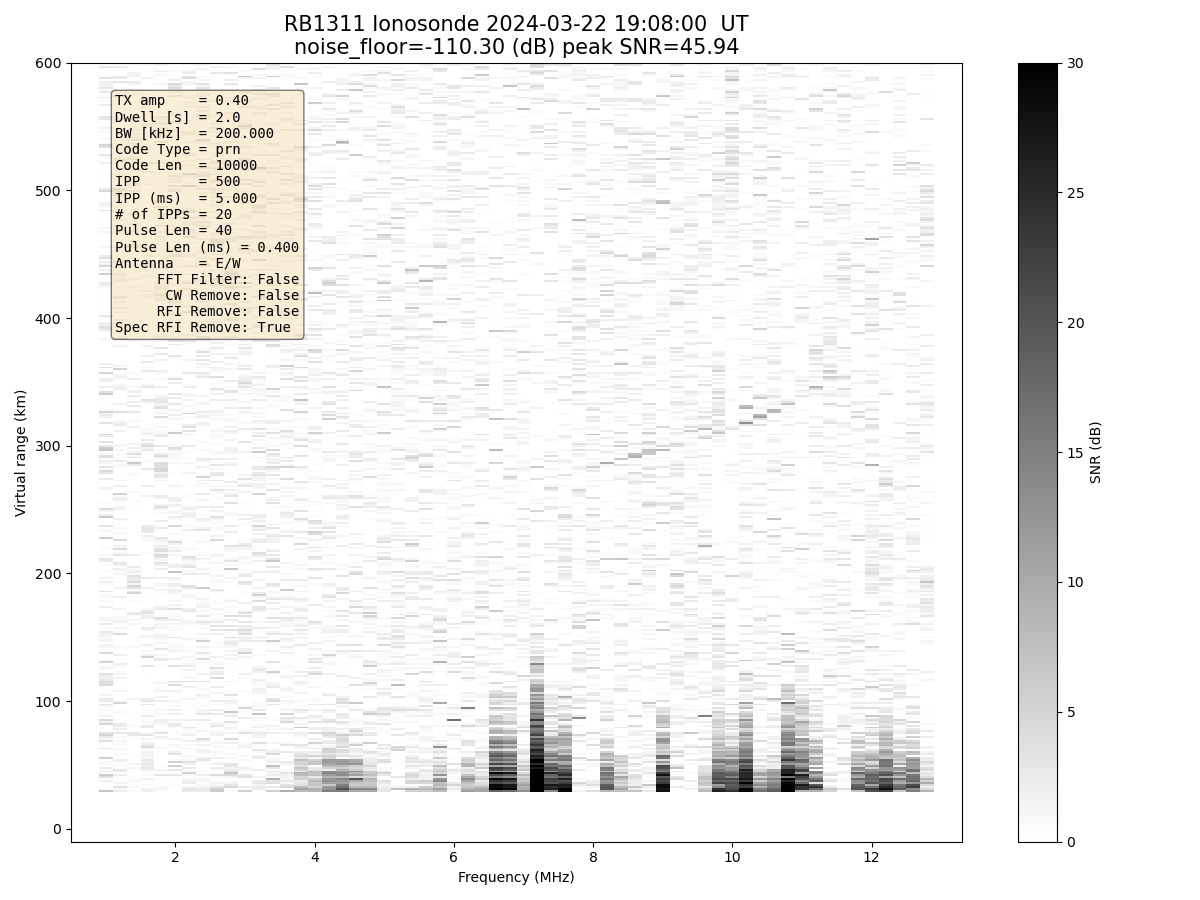 RB1311 Ionosonde 2024-03-22 19:08:00 UT
noise_floor=-110.30 (dB) peak SNR=45.94
TX amp = 0.40
Dwell [s] = 2.0
BW [kHz] = 200.000
Code Type = prn
Code Len = 10000
IPP = 500
IPP (ms) = 5.000
# of IPPs = 20
Pulse Len = 40
Pulse Len (ms) = 0.400
Antenna = E/W
FFT Filter: False
CW Remove: False
RFI Remove: False
Spec RFI Remove: True
Virtual range (km)
600
500
400
300
200
100
0
2 4 6 8 10 12
Frequency (MHz)
30
25
20
15
10
5
0
SNR (dB)